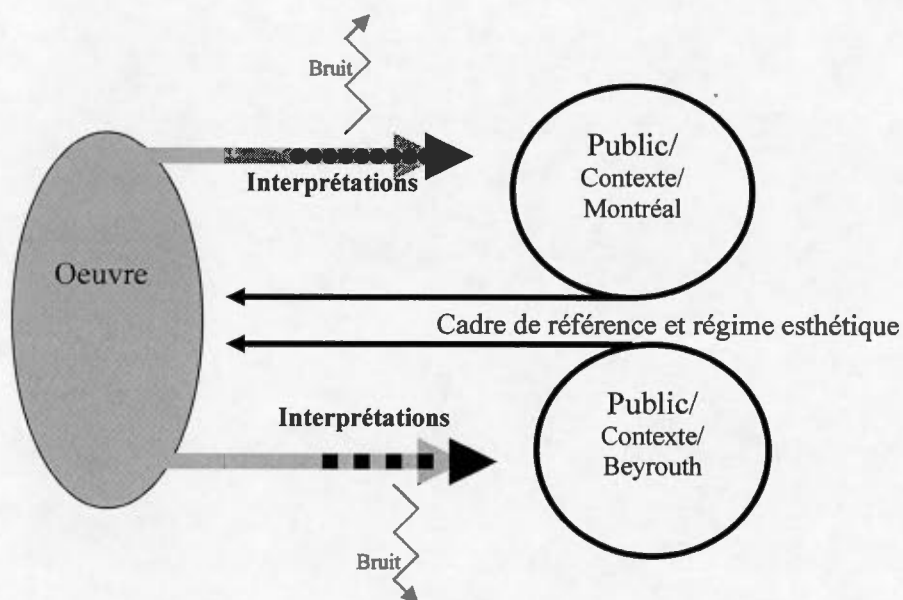 Bruit
Interprétations
Public/
Contexte/
Montréal
Oeuvre
Cadre de référence et régime esthétique
Interprétations
Public/
Contexte/
Beyrouth
Bruit